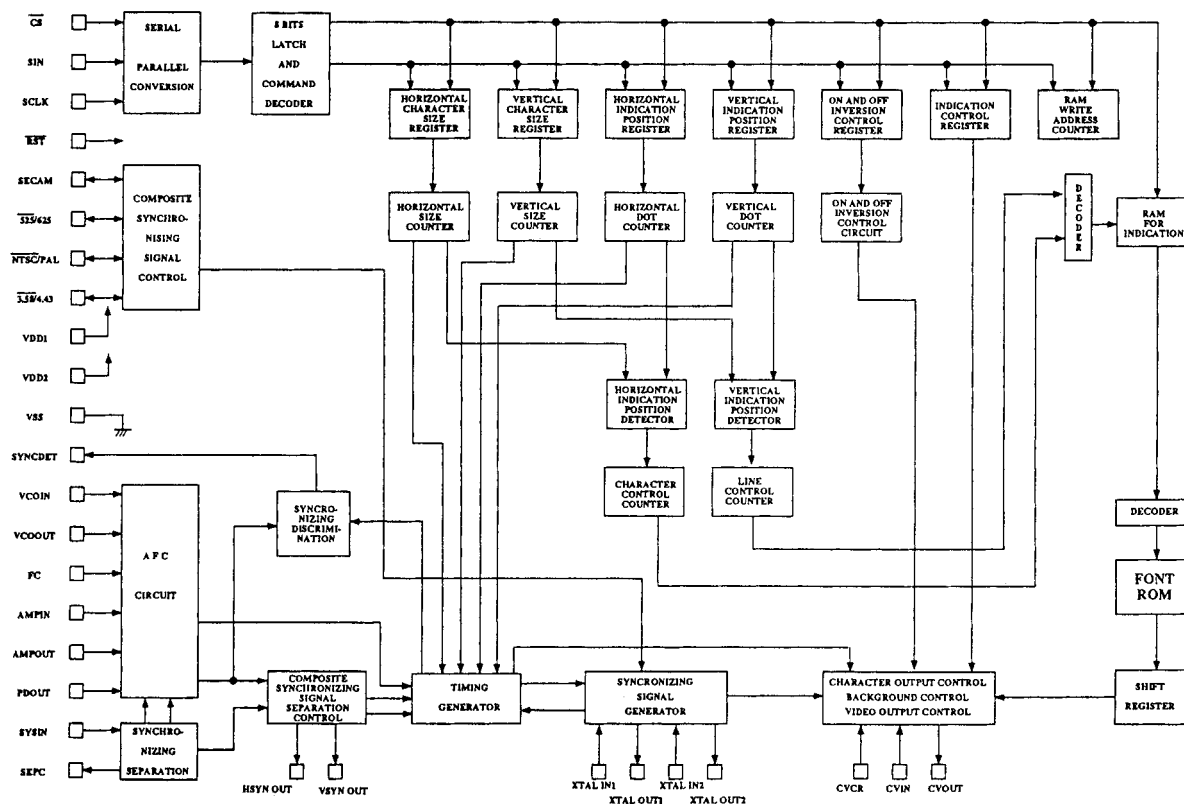 CS
SIN
SCLK
RST
SECAM
525/625
NTSC/PAL
3.58/4.43
VDD1
VDD2
VSS
SYNCDET
VCOIN
VCOOUT
FC
AMPIN
AMPOUT
PDOUT
SYSIN
SEPC
SERIAL
PARALLEL
CONVERSION
8 BITS
LATCH
AND
COMMAND
DECODER
HORIZONTAL
CHARACTER
SIZE
REGISTER
VERTICAL
CHARACTER
SIZE
REGISTER
HORIZONTAL
INDICATION
POSITION
REGISTER
VERTICAL
INDICATION
POSITION
REGISTER
ON AND OFF
INVERSION
CONTROL
REGISTER
INDICATION
CONTROL
REGISTER
RAM
WRITE
ADDRESS
COUNTER
COMPOSITE
SYNCHRO-
NISING
SIGNAL
CONTROL
HORIZONTAL
SIZE
COUNTER
VERTICAL
SIZE
COUNTER
HORIZONTAL
DOT
COUNTER
VERTICAL
DOT
COUNTER
ON AND OFF
INVERSION
CONTROL
CIRCUIT
DECODER
RAM
FOR
INDICATION
HORIZONTAL
INDICATION
POSITION
DETECTOR
VERTICAL
INDICATION
POSITION
DETECTOR
CHARACTER
CONTROL
COUNTER
LINE
CONTROL
COUNTER
A F C
CIRCUIT
SYNCRO-
NIZING
DISCRIMI-
NATION
DECODER
FONT
ROM
SHIFT
REGISTER
SYNCHRO-
NIZING
SEPARATION
COMPOSITE
SYNCHRONIZING
SIGNAL
SEPARATION
CONTROL
TIMING
GENERATOR
SYNCRONIZING
SIGNAL
GENERATOR
CHARACTER OUTPUT CONTROL
BACKGROUND CONTROL
VIDEO OUTPUT CONTROL
HSYN OUT
VSYN OUT
XTAL IN1
XTAL OUT1
XTAL IN2
XTAL OUT2
CVCR
CVIN
CVOUT